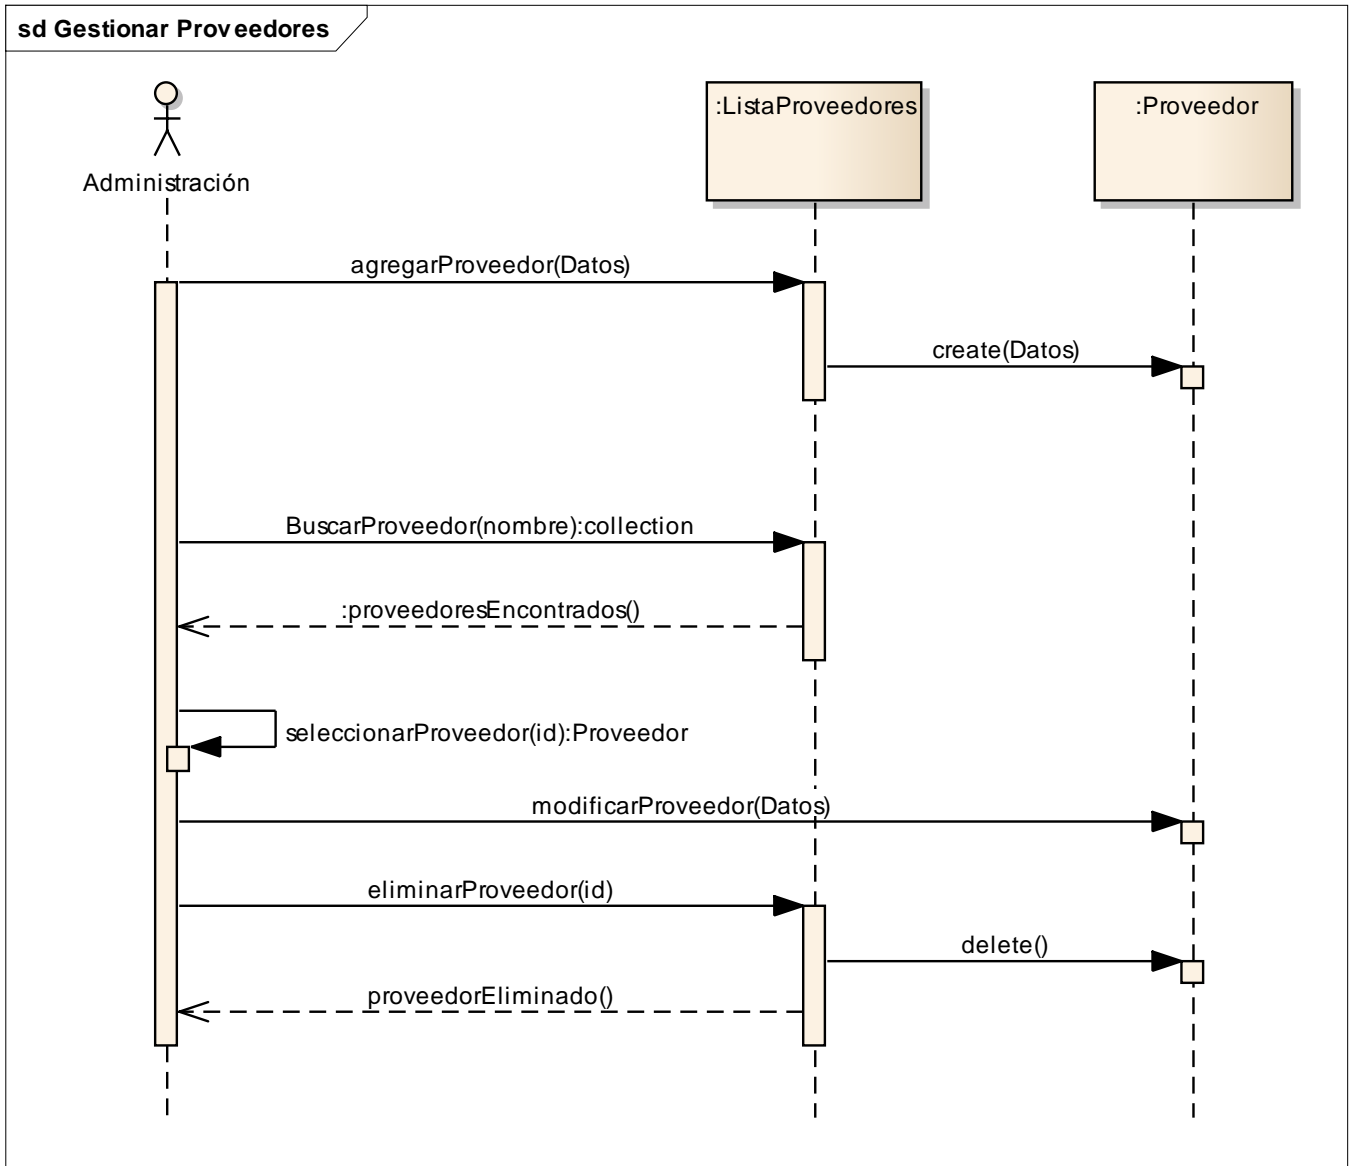 sd Gestionar Proveedores
Administración
:ListaProveedores
:Proveedor
agregarProveedor(Datos)
create(Datos)
BuscarProveedor(nombre):collection
:proveedoresEncontrados()
seleccionarProveedor(id):Proveedor
modificarProveedor(Datos)
eliminarProveedor(id)
delete()
proveedorEliminado()